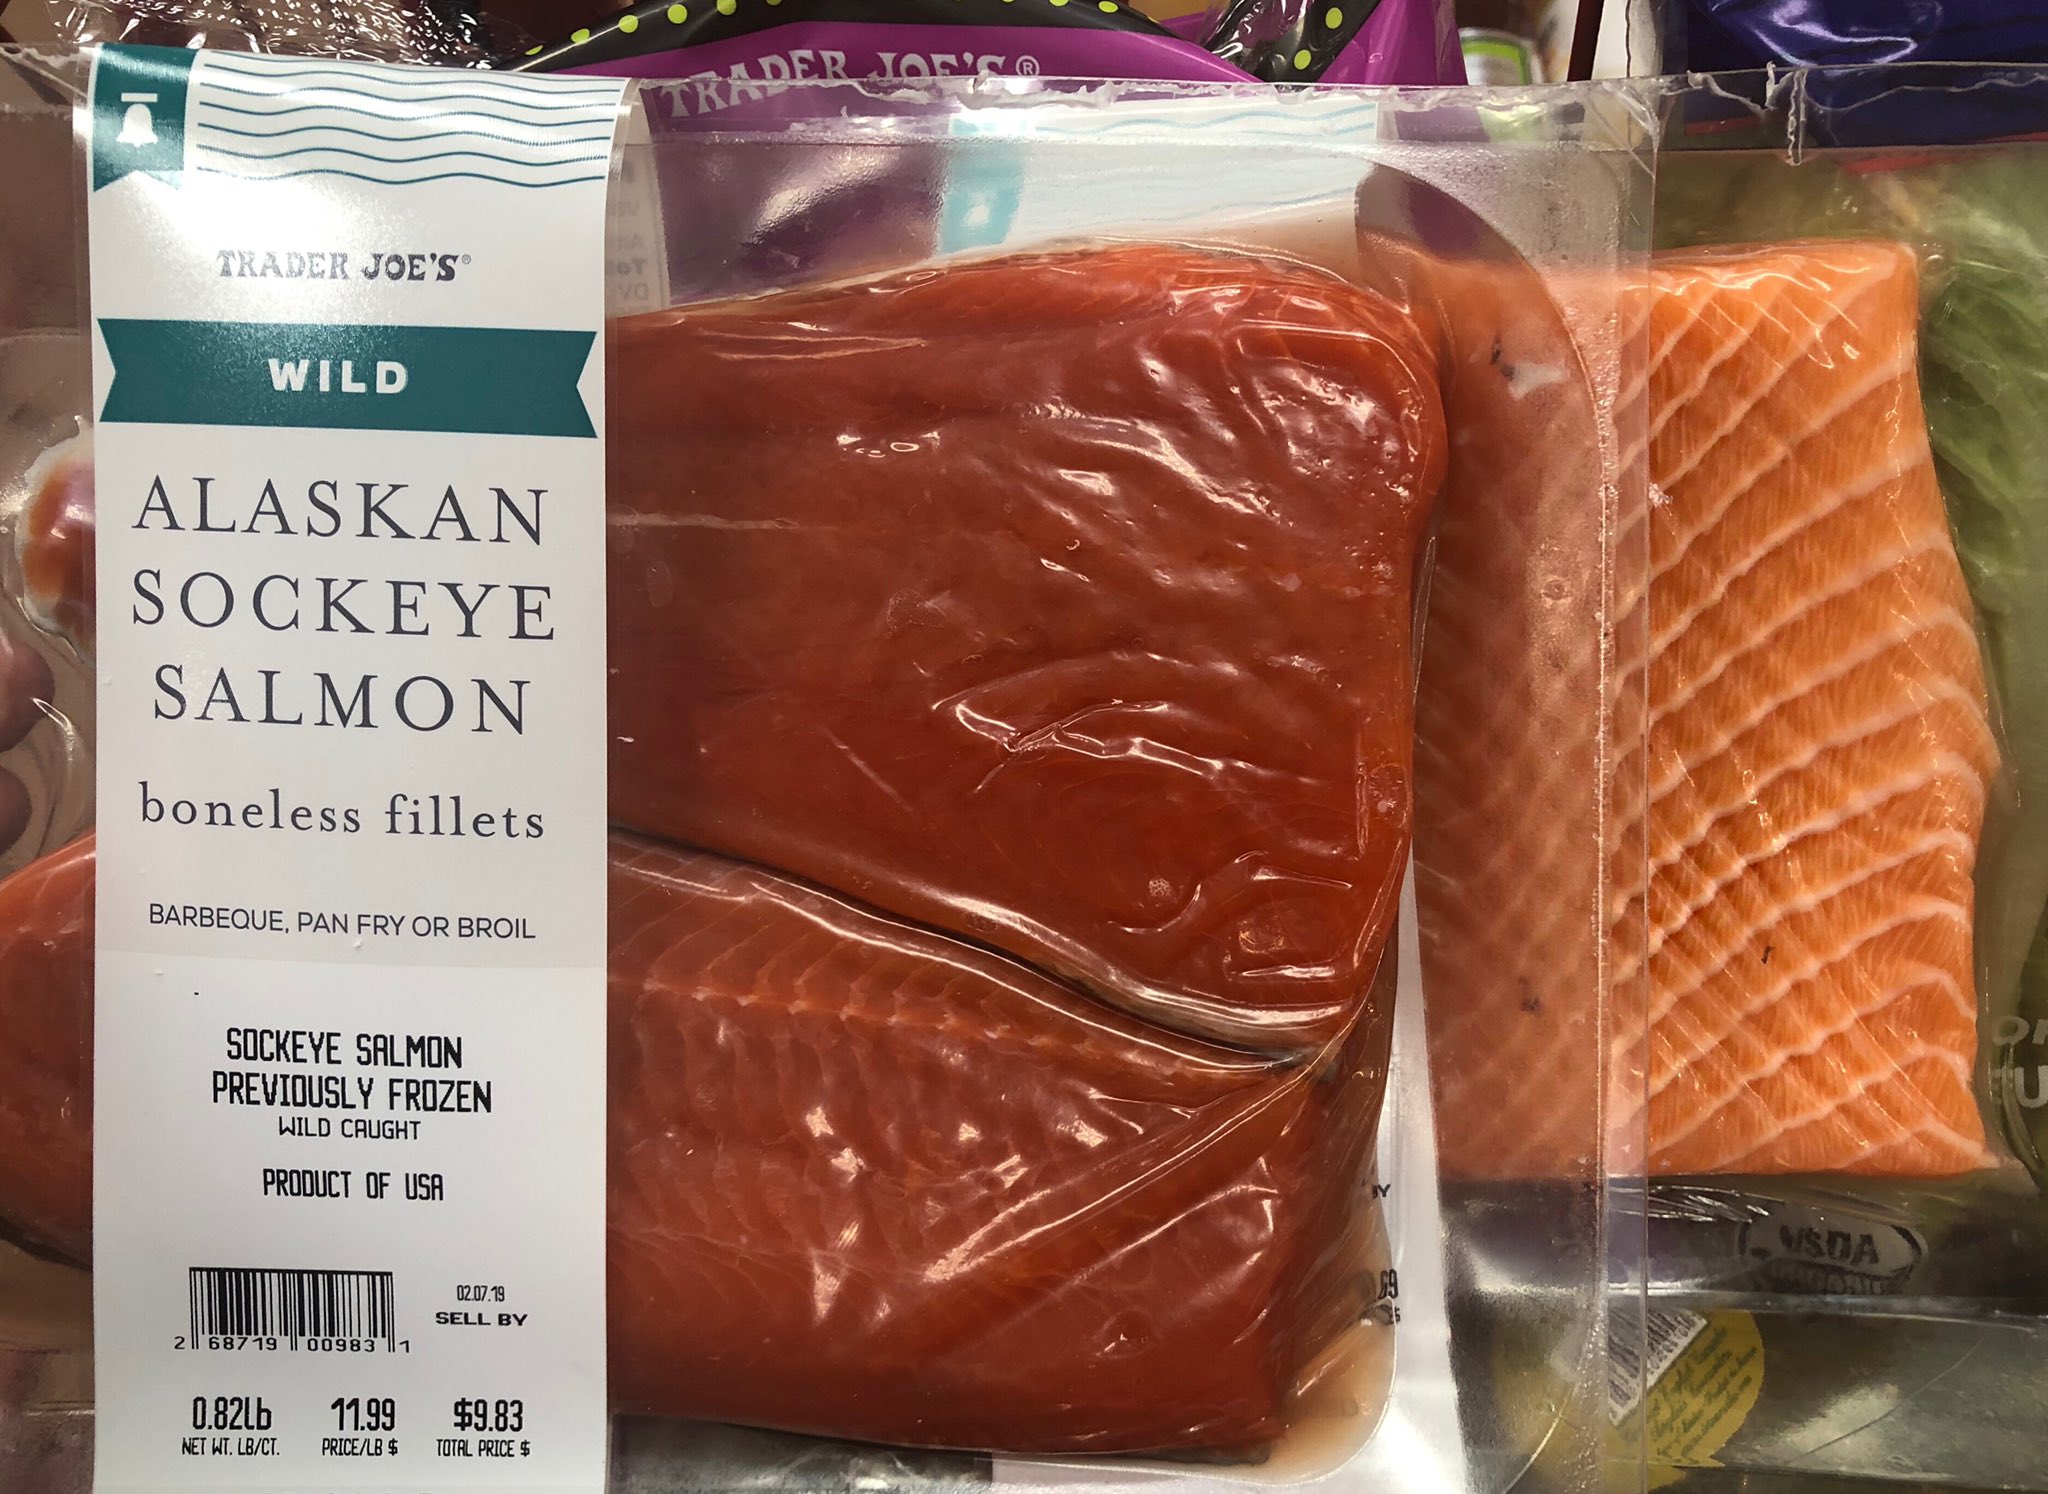 TRADER JOE'S®
TRADER JOE'S®
WILD
ALASKAN
SOCKEYE
SALMON
boneless fillets
BARBEQUE, PAN FRY OR BROIL
SOCKEYE SALMON
PREVIOUSLY FROZEN
WILD CAUGHT
PRODUCT OF USA
02.07.19
SELL BY
2 68719 00983 1
0.82lb 11.99 $9.83
NET WT. LB/CT. PRICE/LB $ TOTAL PRICE $
USDA